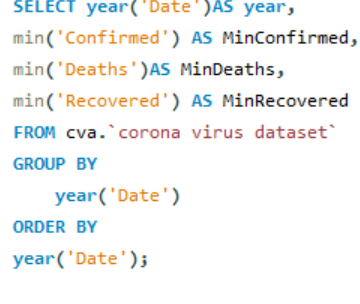 SELECT year('Date')AS year,
min('Confirmed') AS MinConfirmed,
min('Deaths')AS MinDeaths,
min('Recovered') AS MinRecovered
FROM cva.`corona virus dataset`
GROUP BY
    year('Date')
ORDER BY
year('Date');